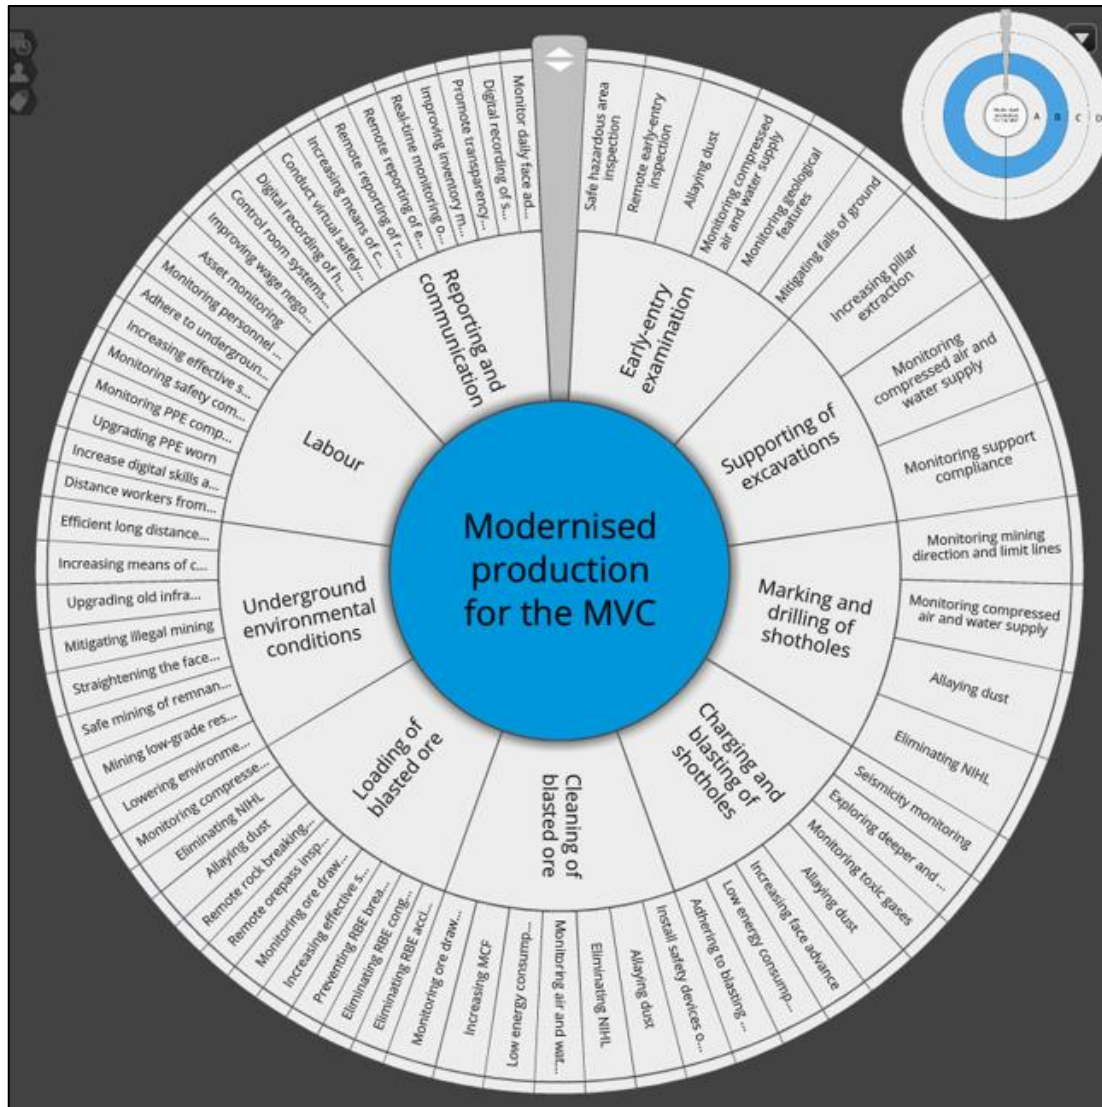 Modernised
production
for the MVC
Early-entry
examination
Safe hazardous area
inspection
Remote early-entry
inspection
Allaying dust
Monitoring compressed
air and water supply
Monitoring geological
features
Mitigating falls of ground
Supporting of
excavations
Increasing pillar
extraction
Monitoring
compressed air and
water supply
Monitoring support
compliance
Marking and
drilling of
shotholes
Monitoring mining
direction and limit lines
Monitoring compressed
air and water supply
Allaying dust
Eliminating NIHL
Charging and
blasting of
shotholes
Seismicity monitoring
Exploring deeper and ...
Monitoring toxic gases
Allaying dust
Increasing face advance
Low energy consump...
Adhering to blasting ...
Install safety devices o...
Cleaning of
blasted ore
Allaying dust
Eliminating NIHL
Monitoring air and wat...
Low energy consump...
Increasing MCF
Monitoring ore draw...
Loading of
blasted ore
Eliminating RBE acci...
Eliminating RBE cong...
Preventing RBE brea...
Increasing effective s...
Monitoring ore draw...
Remote orepass insp...
Remote rock breaking...
Allaying dust
Eliminating NIHL
Monitoring compresse...
Underground
environmental
conditions
Lowering environme...
Mining low-grade res...
Safe mining of remnan...
Straightening the face...
Mitigating illegal mining
Upgrading old infra...
Increasing means of c...
Efficient long distance...
Labour
Distance workers from...
Increase digital skills a...
Upgrading PPE worn
Monitoring PPE comp...
Monitoring safety com...
Increasing effective s...
Adhere to undergroun...
Monitoring personnel ...
Asset monitoring
Improving wage nego...
Reporting and
communication
Control room systems...
Digital recording of h...
Conduct virtual safety...
Increasing means of c...
Remote reporting of r...
Remote reporting of e...
Real-time monitoring o...
Improving inventory m...
Promote transparency...
Digital recording of s...
Monitor daily face ad...
A B C D